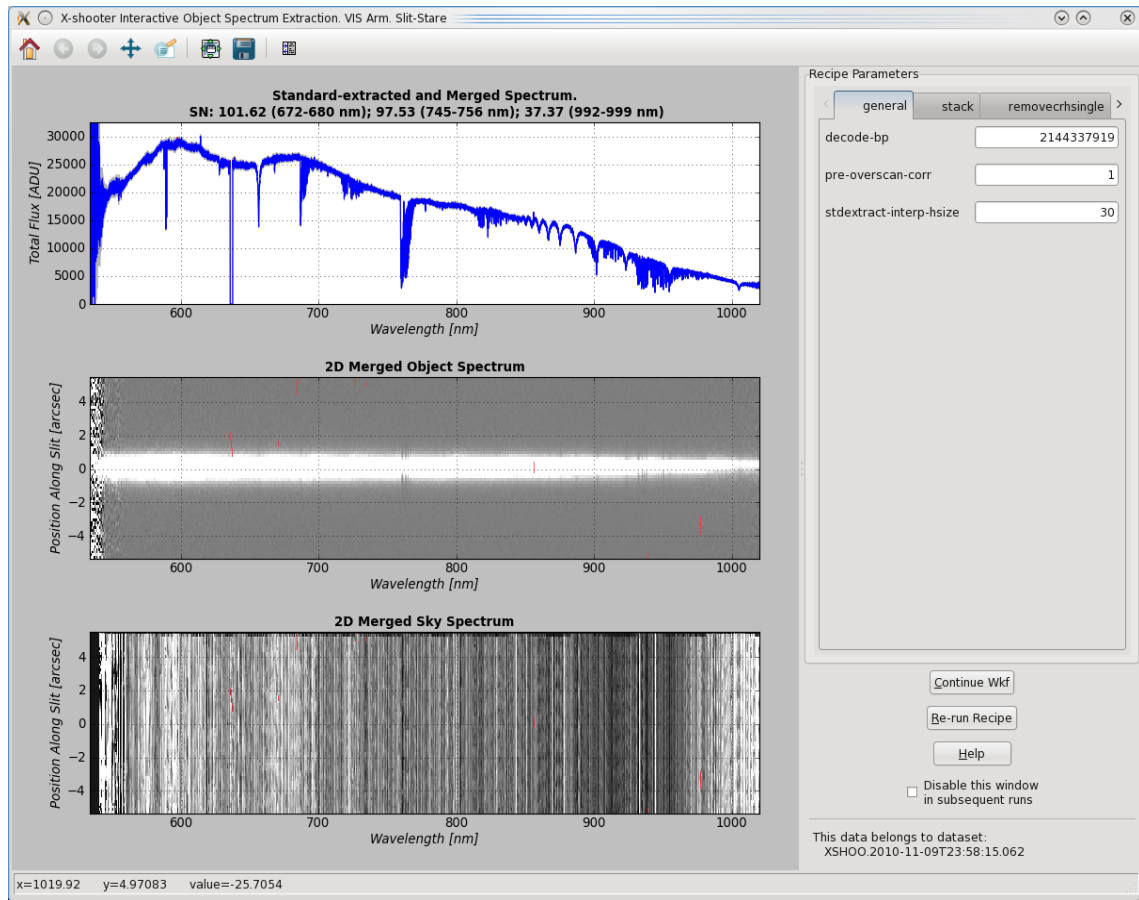 X-shooter Interactive Object Spectrum Extraction. VIS Arm. Slit-Stare
Standard-extracted and Merged Spectrum.
SN: 101.62 (672-680 nm); 97.53 (745-756 nm); 37.37 (992-999 nm)
30000
25000
20000
15000
10000
5000
0
Total Flux [ADU]
600 700 800 900 1000
Wavelength [nm]
2D Merged Object Spectrum
4
2
0
−2
−4
Position Along Slit [arcsec]
600 700 800 900 1000
Wavelength [nm]
2D Merged Sky Spectrum
4
2
0
−2
−4
Position Along Slit [arcsec]
600 700 800 900 1000
Wavelength [nm]
Recipe Parameters
general stack removecrhsingle
decode-bp 2144337919
pre-overscan-corr 1
stdextract-interp-hsize 30
Continue Wkf
Re-run Recipe
Help
Disable this window
in subsequent runs
This data belongs to dataset:
XSHOO.2010-11-09T23:58:15.062
x=1019.92 y=4.97083 value=-25.7054